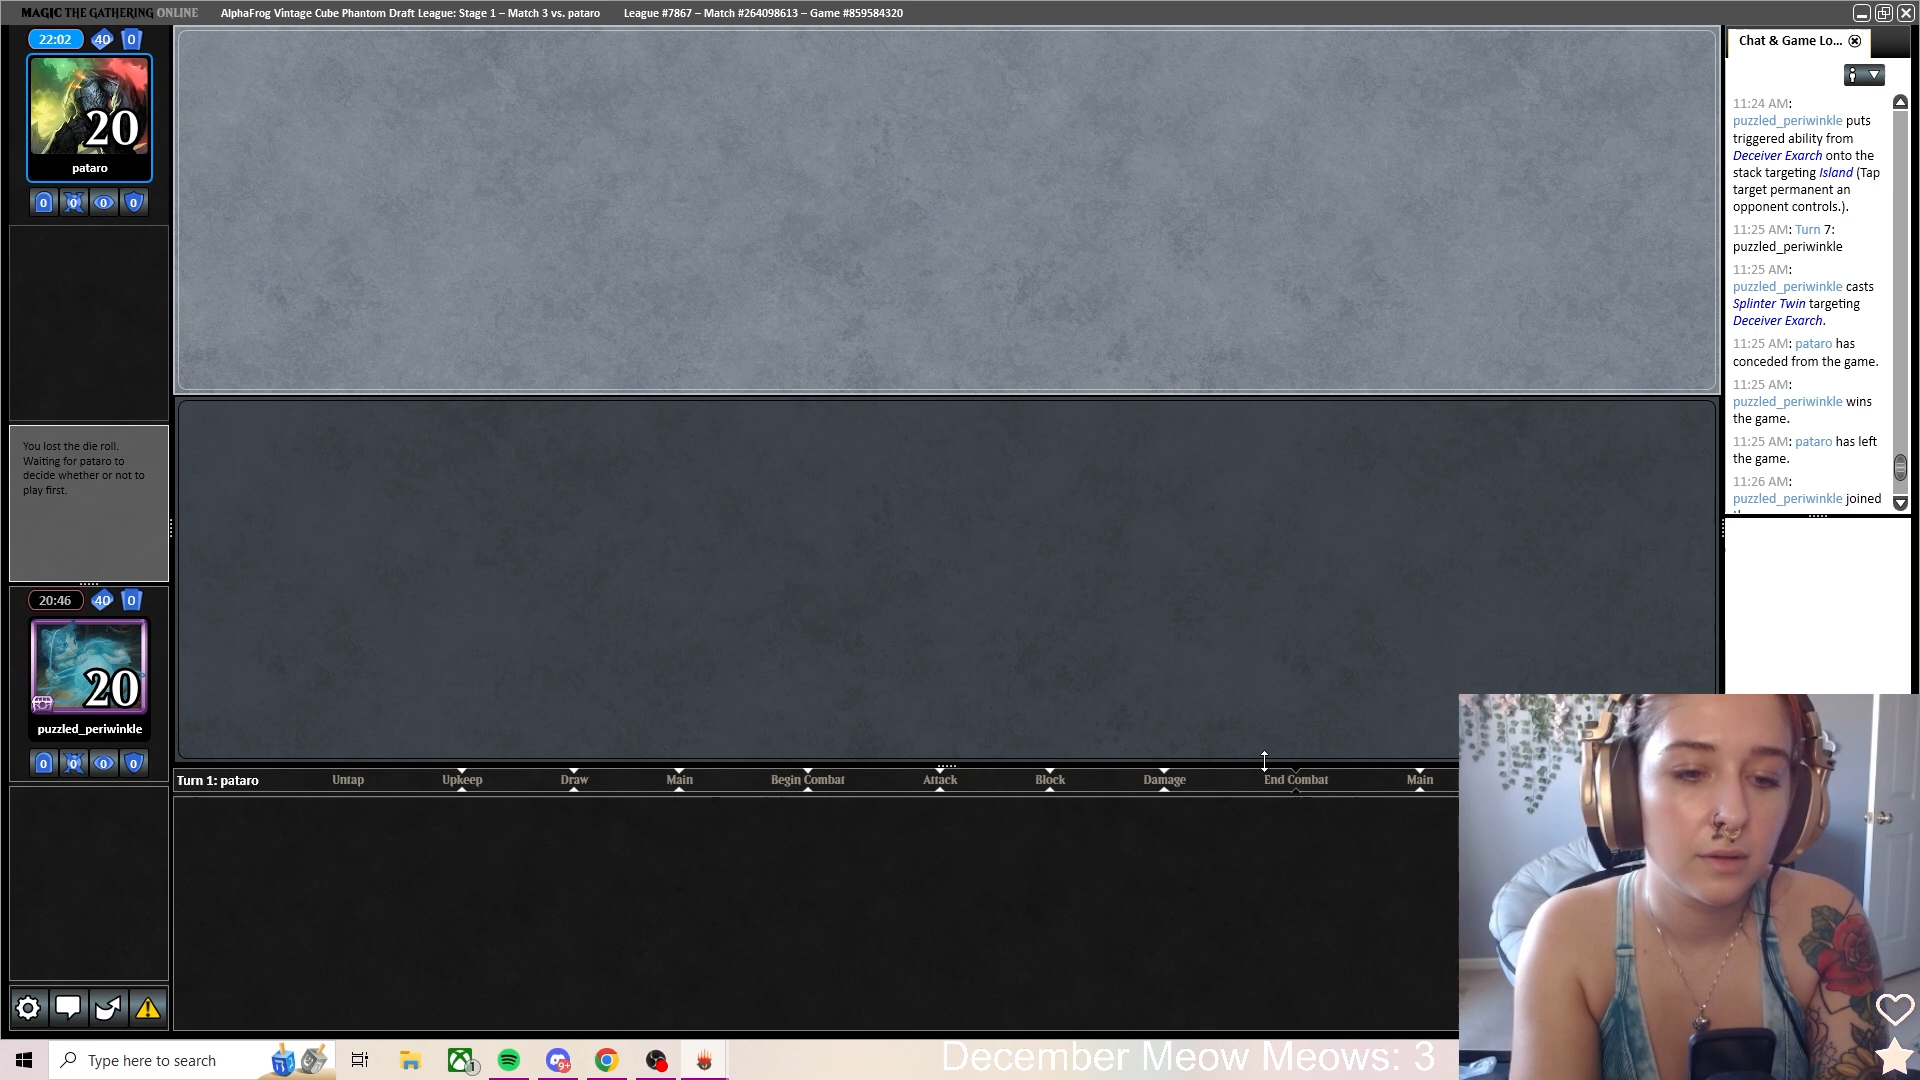 MAGIC THE GATHERING ONLINE
AlphaFrog Vintage Cube Phantom Draft League: Stage 1 – Match 3 vs. pataro
League #7867 – Match #264098613 – Game #859584320
22:02
40
0
20
pataro
0
0
0
0
You lost the die roll.
Waiting for pataro to
decide whether or not to
play first.
20:46
40
0
20
puzzled_periwinkle
0
0
0
0
Turn 1: pataro
Untap
Upkeep
Draw
Main
Begin Combat
Attack
Block
Damage
End Combat
Main
Chat & Game Lo...
11:24 AM:
puzzled_periwinkle puts
triggered ability from
Deceiver Exarch onto the
stack targeting Island (Tap
target permanent an
opponent controls.).
11:25 AM: Turn 7:
puzzled_periwinkle
11:25 AM:
puzzled_periwinkle casts
Splinter Twin targeting
Deceiver Exarch.
11:25 AM: pataro has
conceded from the game.
11:25 AM:
puzzled_periwinkle wins
the game.
11:25 AM: pataro has left
the game.
11:26 AM:
puzzled_periwinkle joined
Type here to search
1
9+
December Meow Meows: 3